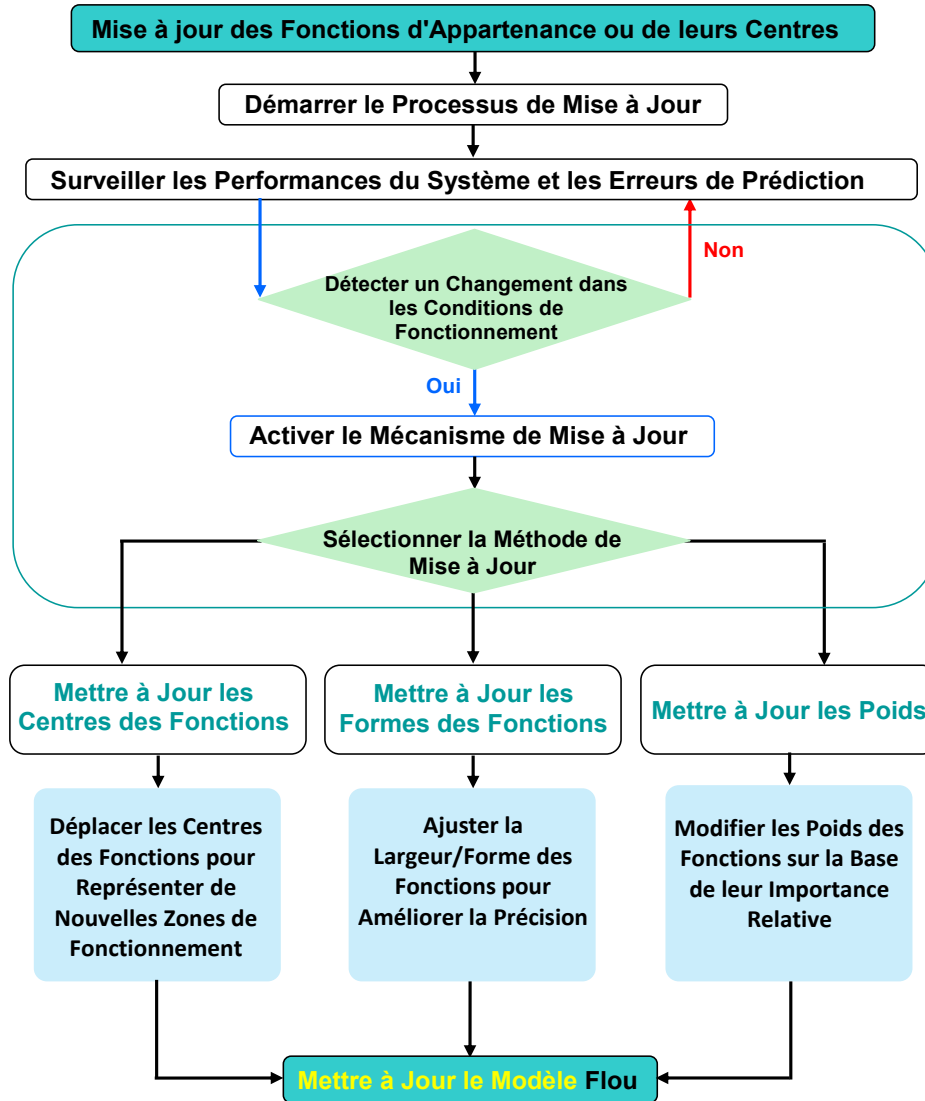 Mise à jour des Fonctions d'Appartenance ou de leurs Centres
Démarrer le Processus de Mise à Jour
Surveiller les Performances du Système et les Erreurs de Prédiction
Non
Détecter un Changement dans
les Conditions de
Fonctionnement
Oui
Activer le Mécanisme de Mise à Jour
Sélectionner la Méthode de
Mise à Jour
Mettre à Jour les
Centres des Fonctions
Mettre à Jour les
Formes des Fonctions
Mettre à Jour les Poids
Déplacer les Centres
des Fonctions pour
Représenter de
Nouvelles Zones de
Fonctionnement
Ajuster la
Largeur/Forme des
Fonctions pour
Améliorer la Précision
Modifier les Poids des
Fonctions sur la Base
de leur Importance
Relative
Mettre à Jour le Modèle Flou